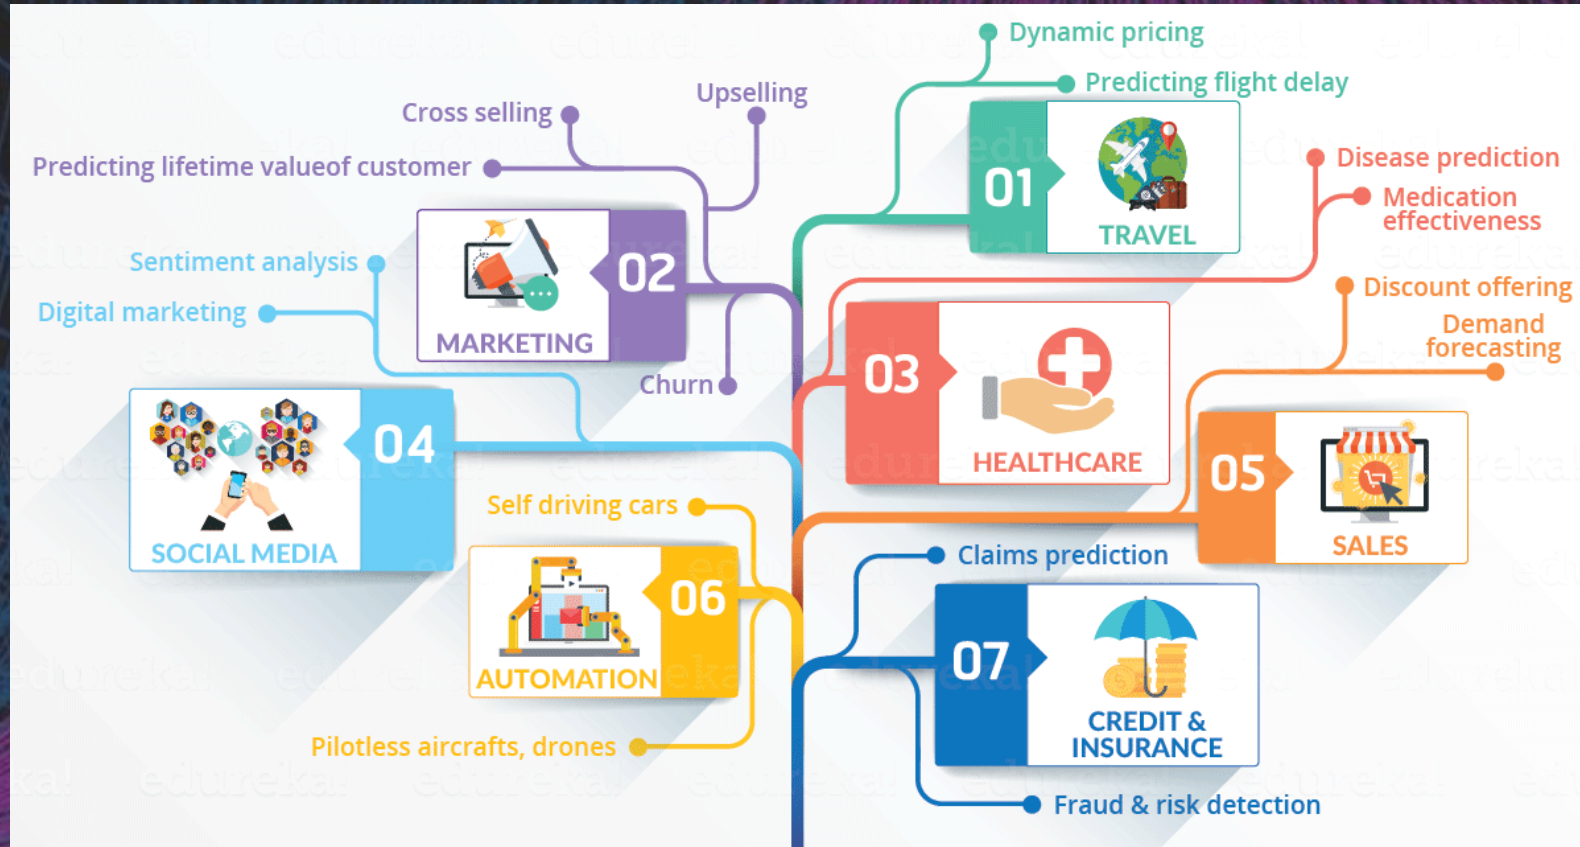 Dynamic pricing
Predicting flight delay
01
TRAVEL
Upselling
Cross selling
Predicting lifetime valueof customer
02
MARKETING
Churn
Disease prediction
Medication
effectiveness
03
HEALTHCARE
Sentiment analysis
Digital marketing
04
SOCIAL MEDIA
Discount offering
Demand
forecasting
05
SALES
Self driving cars
06
AUTOMATION
Pilotless aircrafts, drones
Claims prediction
07
CREDIT &
INSURANCE
Fraud & risk detection
edureka!